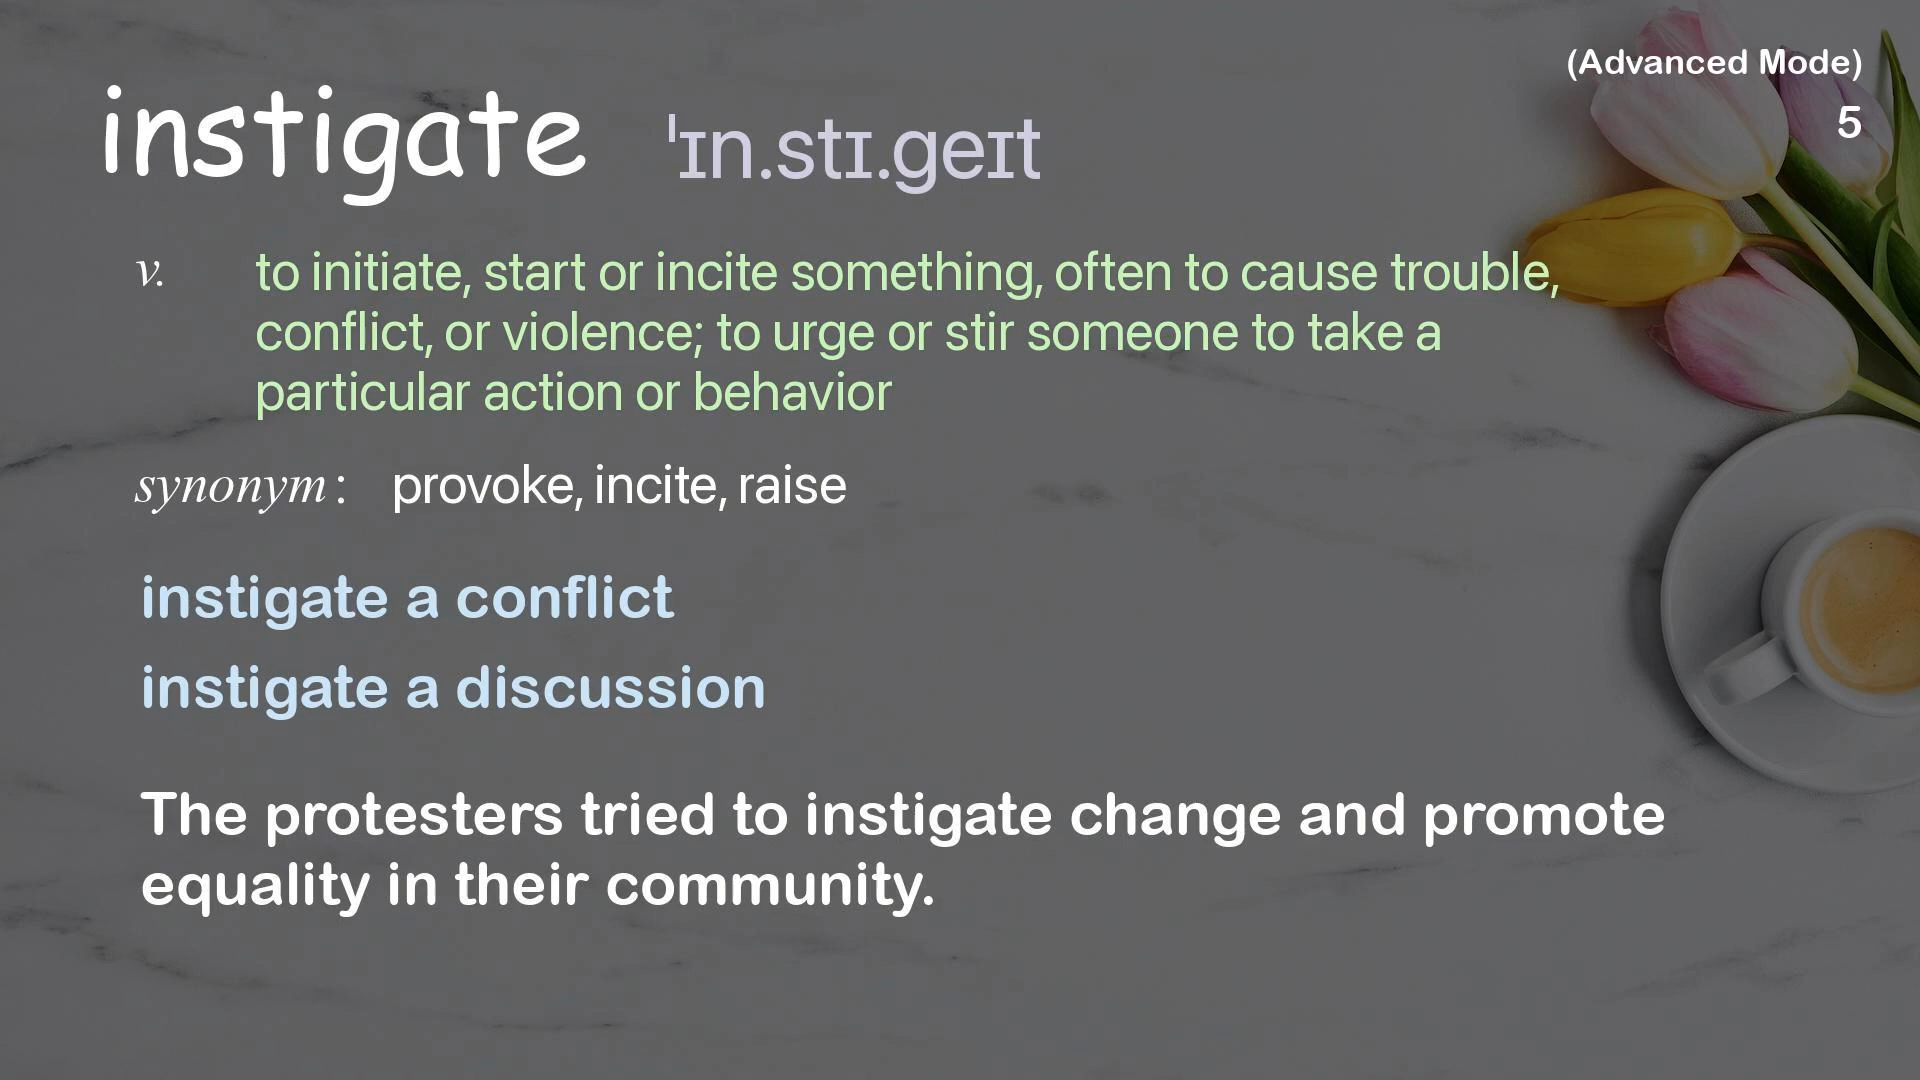 (Advanced Mode)
5
instigate ˈɪn.stɪ.geɪt
v. to initiate, start or incite something, often to cause trouble,
conflict, or violence; to urge or stir someone to take a
particular action or behavior
synonym : provoke, incite, raise
instigate a conflict
instigate a discussion
The protesters tried to instigate change and promote
equality in their community.